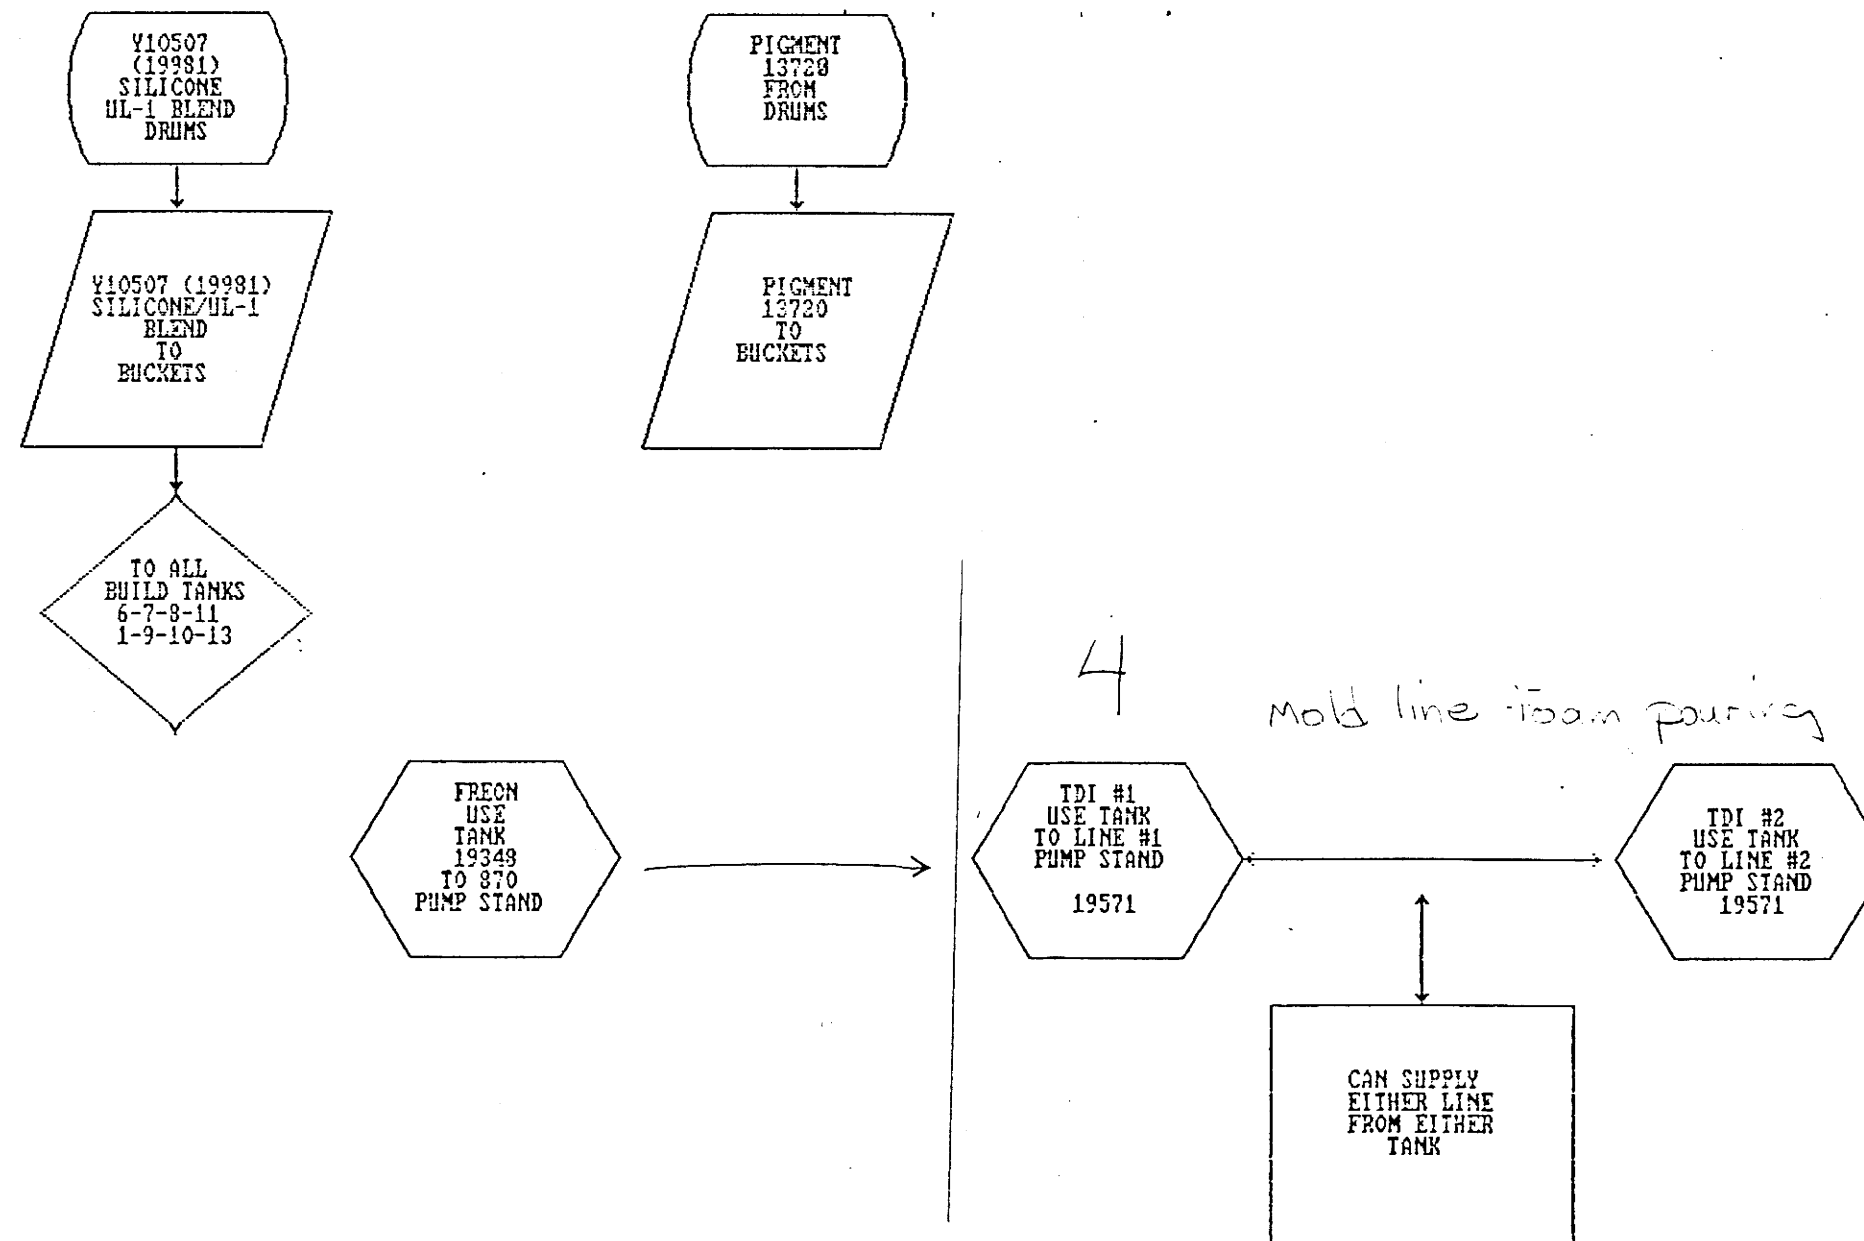 Y10507
(19981)
SILICONE
UL-1 BLEND
DRUMS
PIGMENT
13720
FROM
DRUMS
Y10507 (19981)
SILICONE/UL-1
BLEND
TO
BUCKETS
PIGMENT
13720
TO
BUCKETS
TO ALL
BUILD TANKS
6-7-8-11
1-9-10-13
4
Mold line foam pouring
FREON
USE
TANK
19348
TO 870
PUMP STAND
TDI #1
USE TANK
TO LINE #1
PUMP STAND
19571
TDI #2
USE TANK
TO LINE #2
PUMP STAND
19571
CAN SUPPLY
EITHER LINE
FROM EITHER
TANK